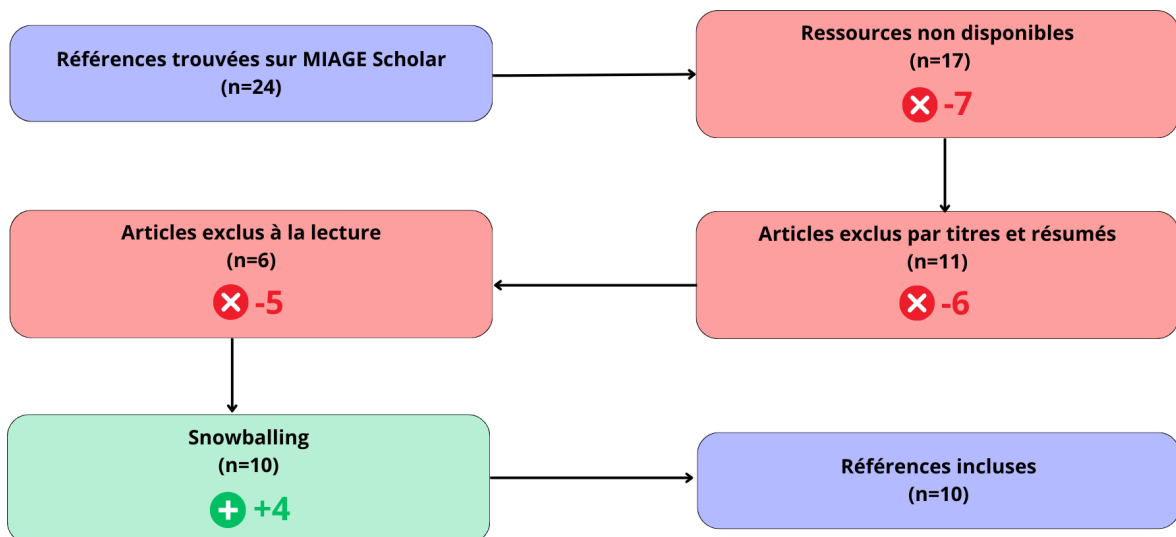 Références trouvées sur MIAGE Scholar
(n=24)
Ressources non disponibles
(n=17)
-7
Articles exclus par titres et résumés
(n=11)
-6
Articles exclus à la lecture
(n=6)
-5
Snowballing
(n=10)
+4
Références incluses
(n=10)